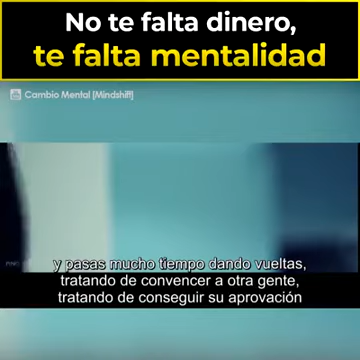 No te falta dinero,
te falta mentalidad
Cambio Mental [Mindshift]
y pasas mucho tiempo dando vueltas,
tratando de convencer a otra gente,
tratando de conseguir su aprovación